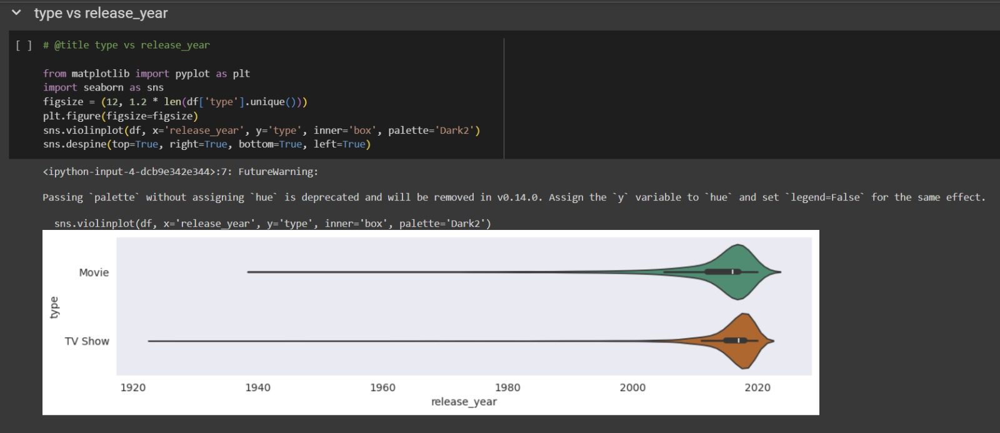 type vs release_year
[ ] # @title type vs release_year
from matplotlib import pyplot as plt
import seaborn as sns
figsize = (12, 1.2 * len(df['type'].unique()))
plt.figure(figsize=figsize)
sns.violinplot(df, x='release_year', y='type', inner='box', palette='Dark2')
sns.despine(top=True, right=True, bottom=True, left=True)
<ipython-input-4-dcb9e342e344>:7: FutureWarning:
Passing `palette` without assigning `hue` is deprecated and will be removed in v0.14.0. Assign the `y` variable to `hue` and set `legend=False` for the same effect.
sns.violinplot(df, x='release_year', y='type', inner='box', palette='Dark2')
Movie
type
TV Show
1920 1940 1960 1980 2000 2020
release_year